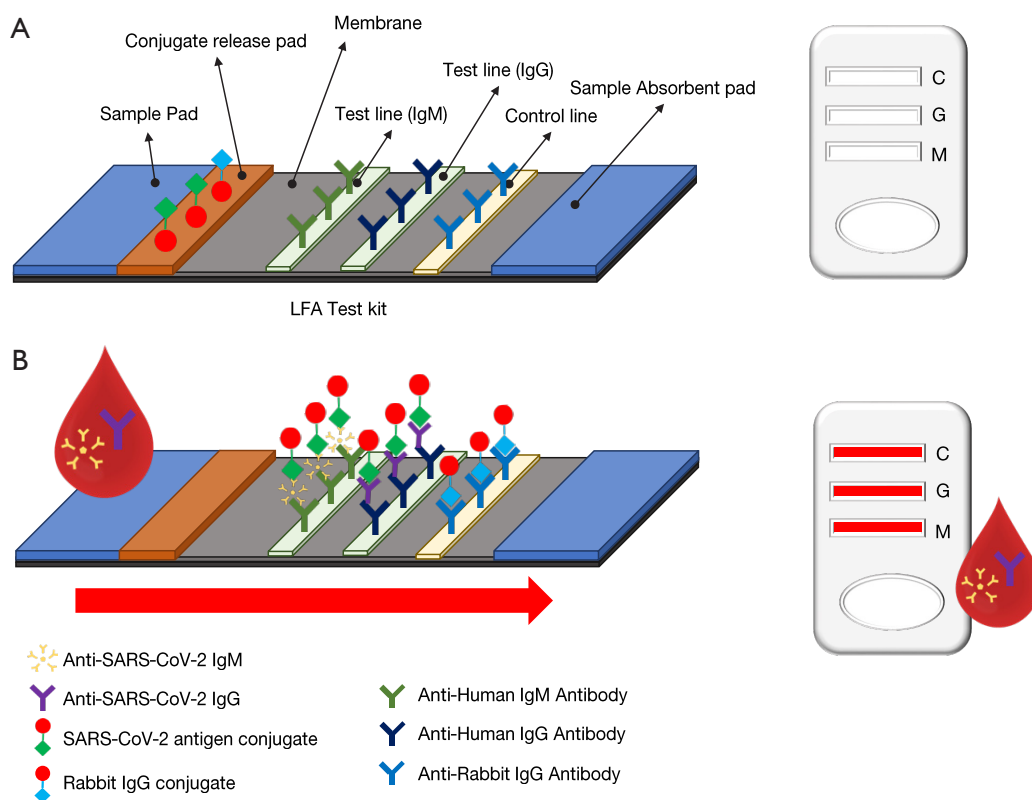 A
Membrane
Conjugate release pad
Test line (IgG)
Sample Absorbent pad
Sample Pad
Test line (IgM)
Control line
C
G
M
LFA Test kit
B
C
G
M
Anti-SARS-CoV-2 IgM
Anti-SARS-CoV-2 IgG
SARS-CoV-2 antigen conjugate
Rabbit IgG conjugate
Anti-Human IgM Antibody
Anti-Human IgG Antibody
Anti-Rabbit IgG Antibody